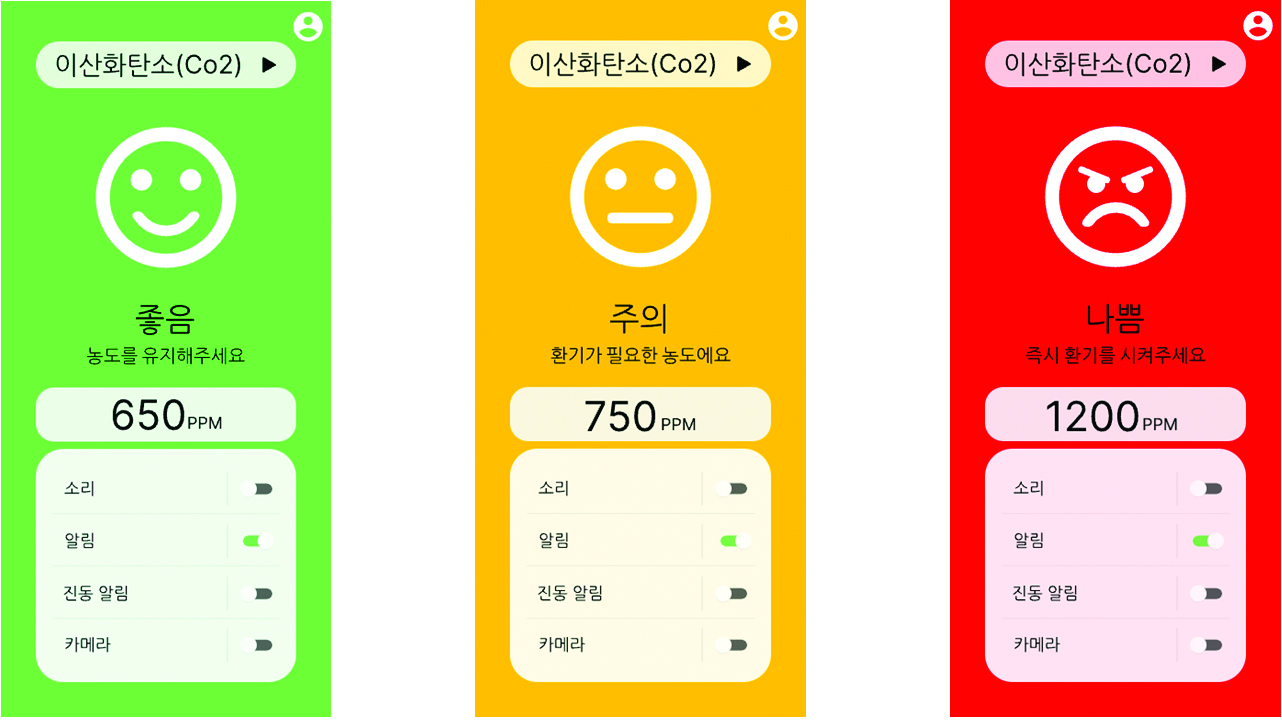 이산화탄소(Co2) ▶
좋음
농도를 유지해주세요
650PPM
소리
알림
진동 알림
카메라
이산화탄소(Co2) ▶
주의
환기가 필요한 농도에요
750 PPM
소리
알림
진동 알림
카메라
이산화탄소(Co2) ▶
나쁨
즉시 환기를 시켜주세요
1200 PPM
소리
알림
진동 알림
카메라